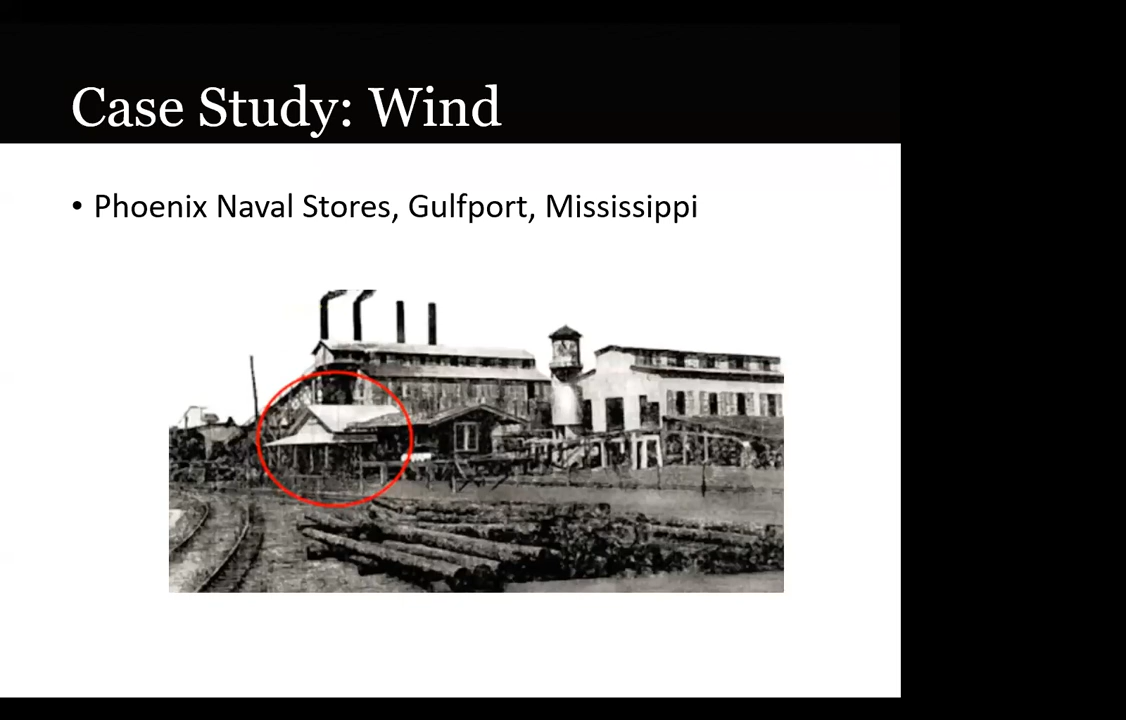 Case Study: Wind
• Phoenix Naval Stores, Gulfport, Mississippi